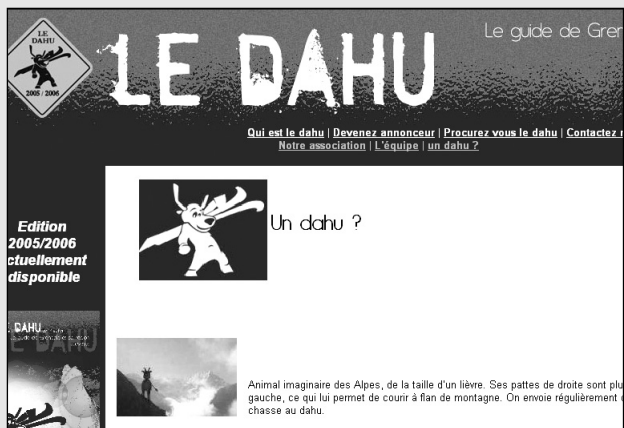 LE
DAHU
2005 / 2006
LE DAHU
Le guide de Gren
Qui est le dahu | Devenez annonceur | Procurez vous le dahu | Contactez
Notre association | L'équipe | un dahu ?
Edition
2005/2006
ctuellement
disponible
Un dahu ?
DAHU
LE DAHU
Animal imaginaire des Alpes, de la taille d'un lièvre. Ses pattes de droite sont plu
gauche, ce qui lui permet de courir à flan de montagne. On envoie régulièrement
chasse au dahu.